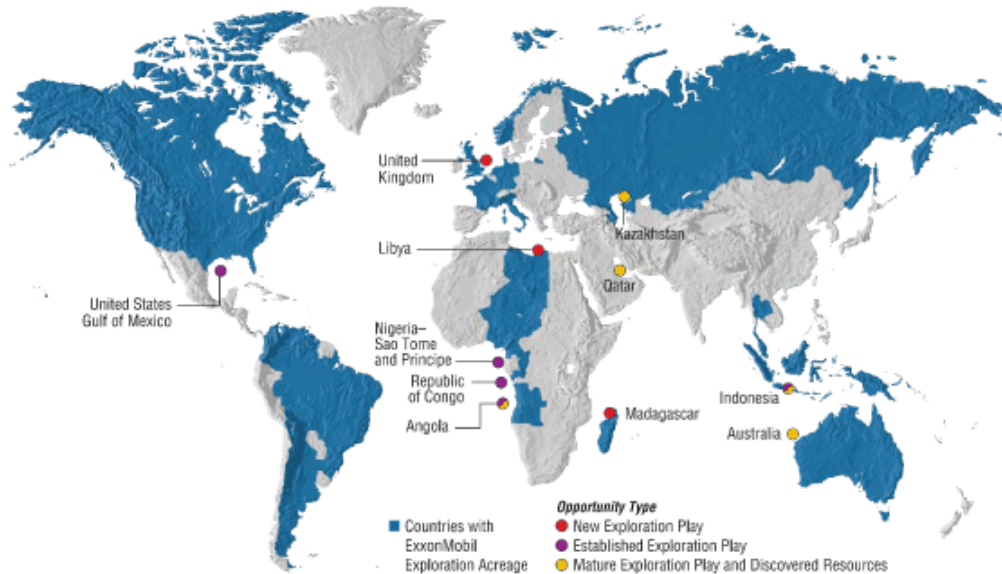 United
Kingdom
Kazakhstan
Libya
Qatar
United States
Gulf of Mexico
Nigeria–
Sao Tome
and Principe
Republic
of Congo
Angola
Madagascar
Indonesia
Australia
Countries with
ExxonMobil
Exploration Acreage
Opportunity Type
New Exploration Play
Established Exploration Play
Mature Exploration Play and Discovered Resources